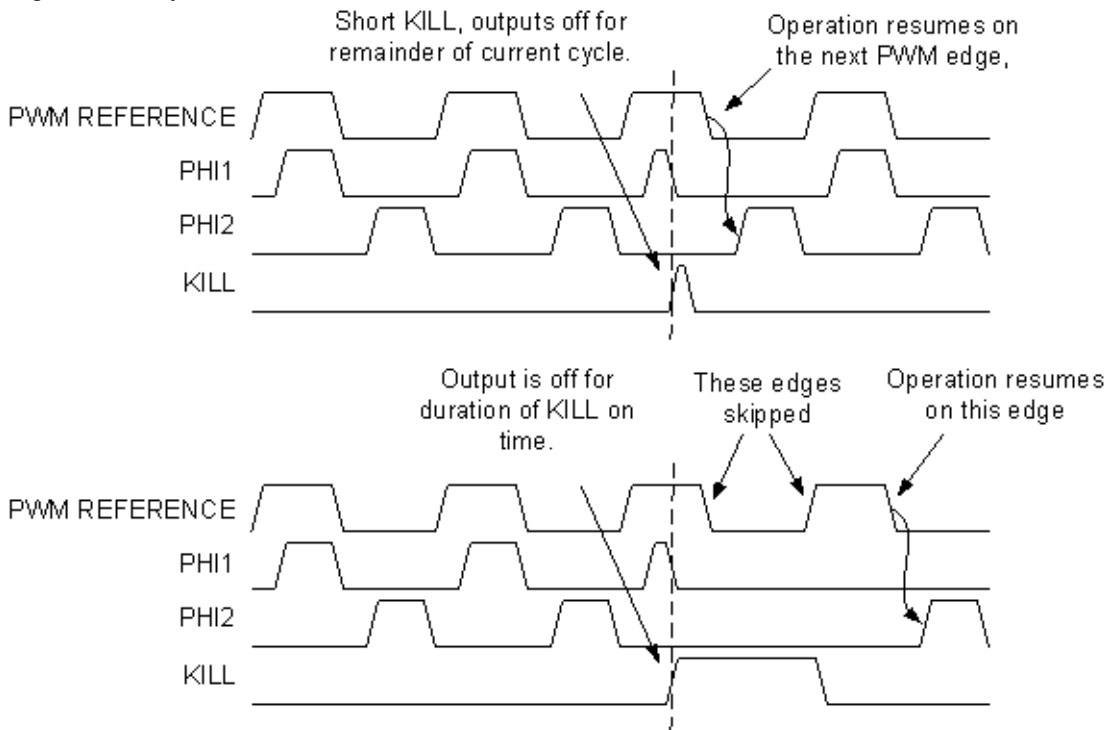 Short KILL, outputs off for
remainder of current cycle.
Operation resumes on
the next PWM edge,
PWM REFERENCE
PHI1
PHI2
KILL
Output is off for
duration of KILL on
time.
These edges
skipped
Operation resumes
on this edge
PWM REFERENCE
PHI1
PHI2
KILL